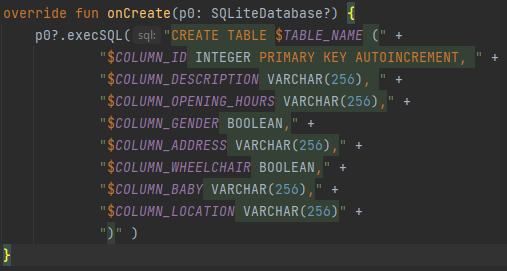 override fun onCreate(p0: SQLiteDatabase?) {
p0?.execSQL( sql: "CREATE TABLE $TABLE_NAME (" +
"$COLUMN_ID INTEGER PRIMARY KEY AUTOINCREMENT, " +
"$COLUMN_DESCRIPTION VARCHAR(256), " +
"$COLUMN_OPENING_HOURS VARCHAR(256)," +
"$COLUMN_GENDER BOOLEAN," +
"$COLUMN_ADDRESS VARCHAR(256)," +
"$COLUMN_WHEELCHAIR BOOLEAN," +
"$COLUMN_BABY VARCHAR(256)," +
"$COLUMN_LOCATION VARCHAR(256)" +
")" )
}